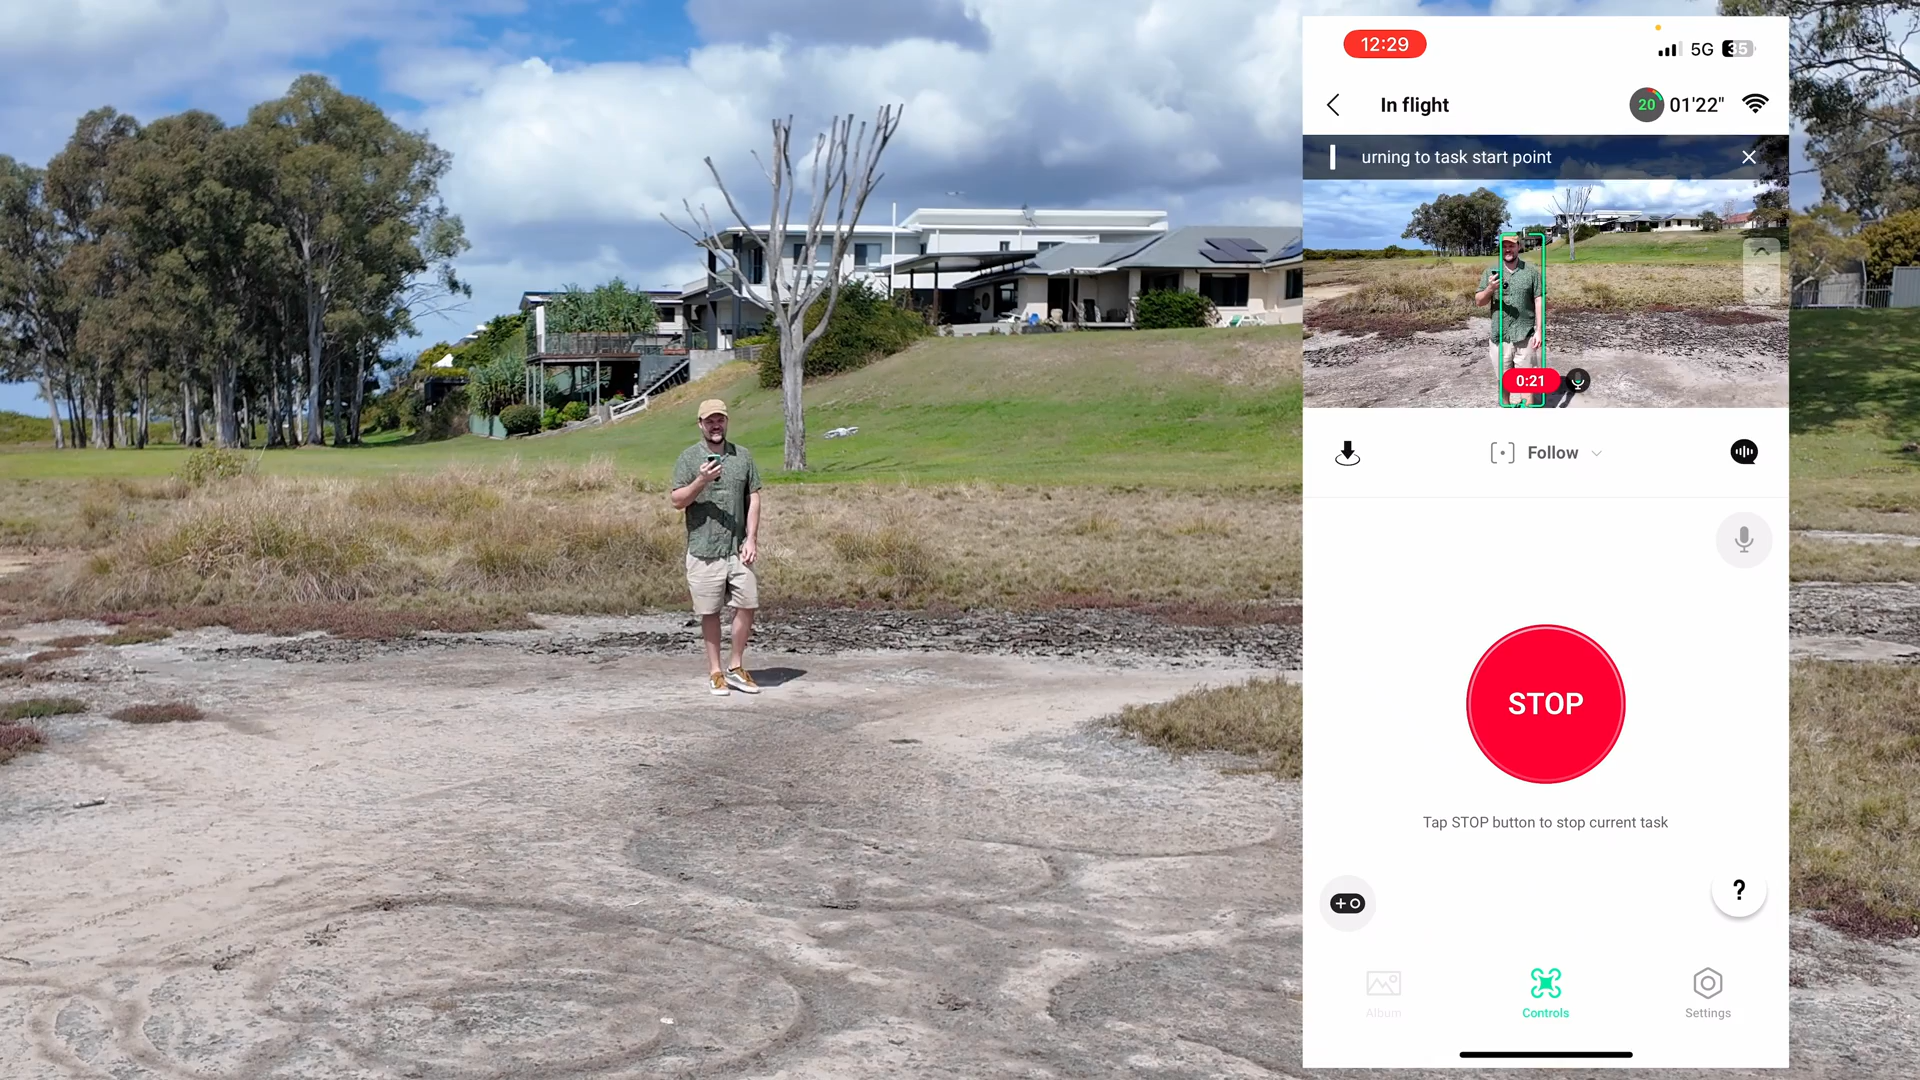 12:29
5G 35
In flight
20 01'22"
urning to task start point
0:21
Follow
STOP
Tap STOP button to stop current task
?
Album
Controls
Settings